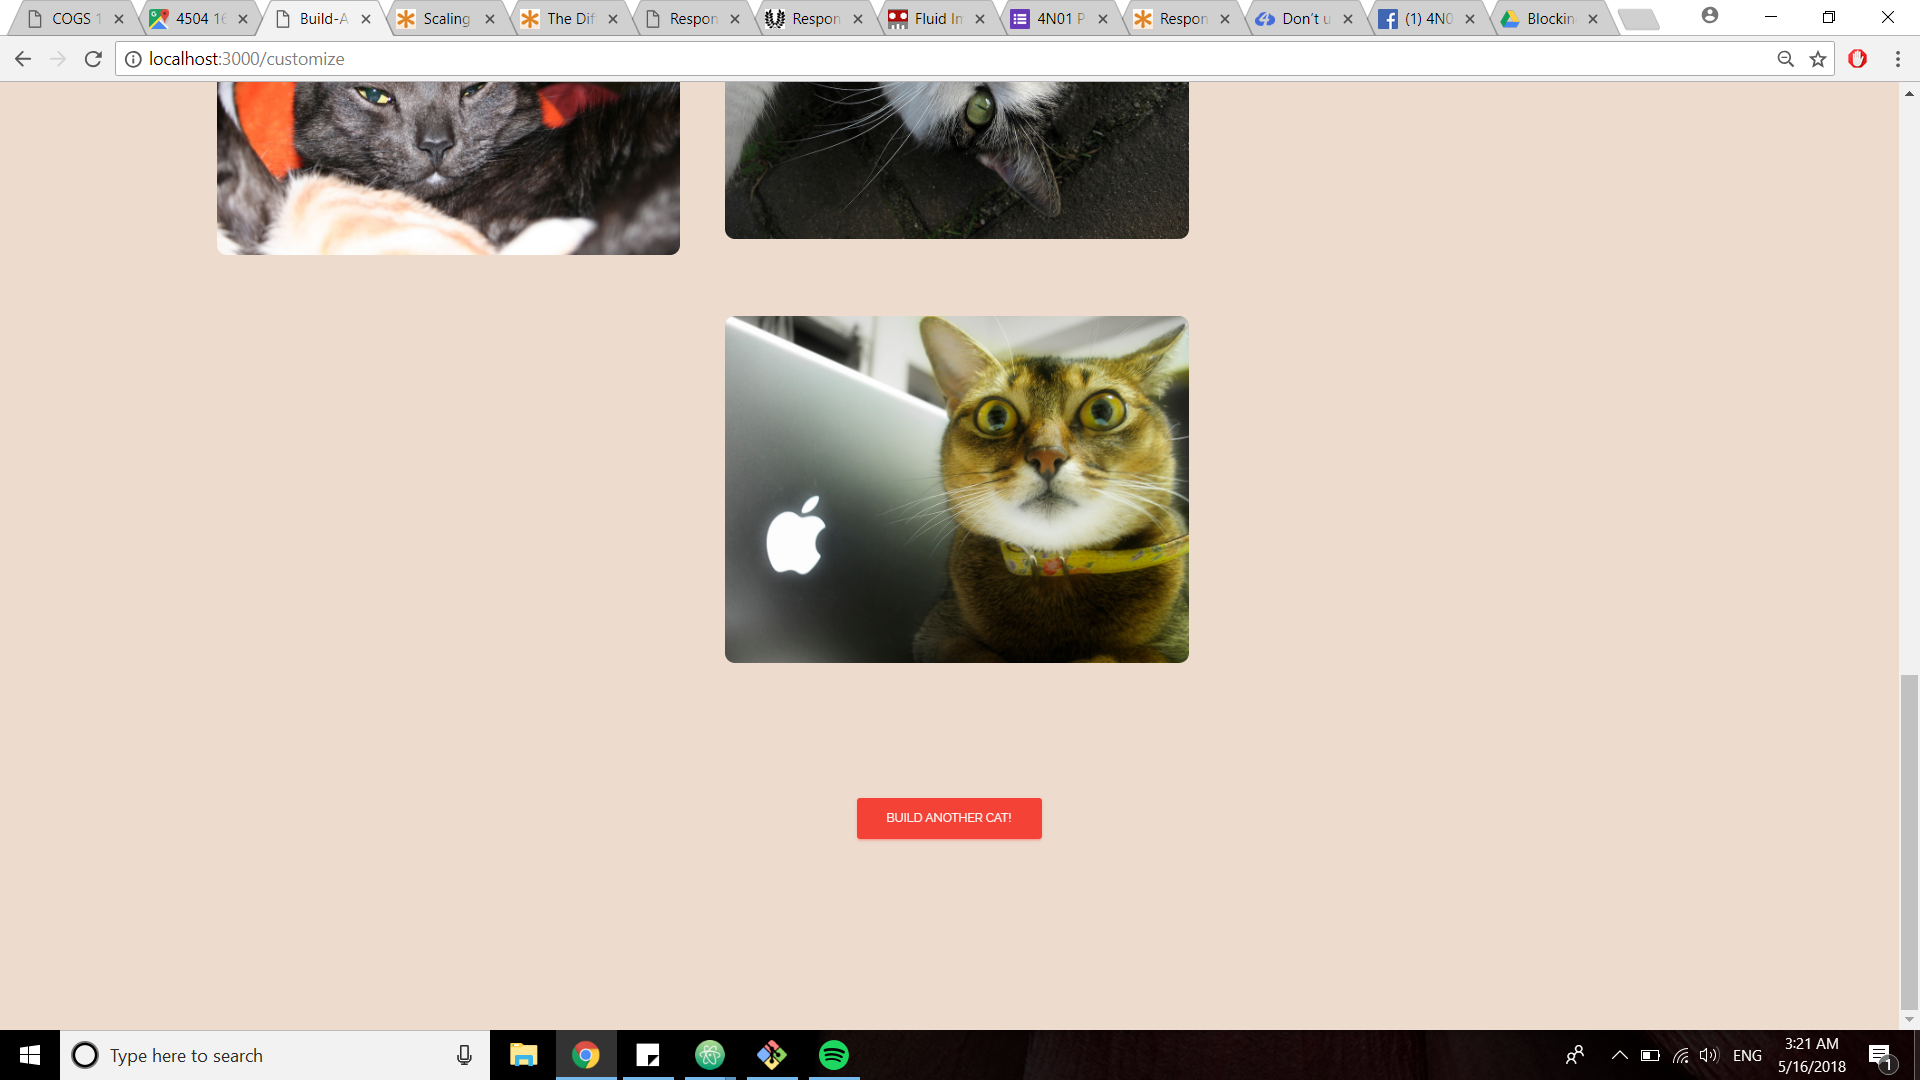 COGS 1
4504 16
Build-A
Scaling
The Dif
Respon
Respon
Fluid In
4N01 P
Respon
Don't u
(1) 4N0
Blockin
localhost:3000/customize
BUILD ANOTHER CAT!
Type here to search
ENG
3:21 AM
5/16/2018
1